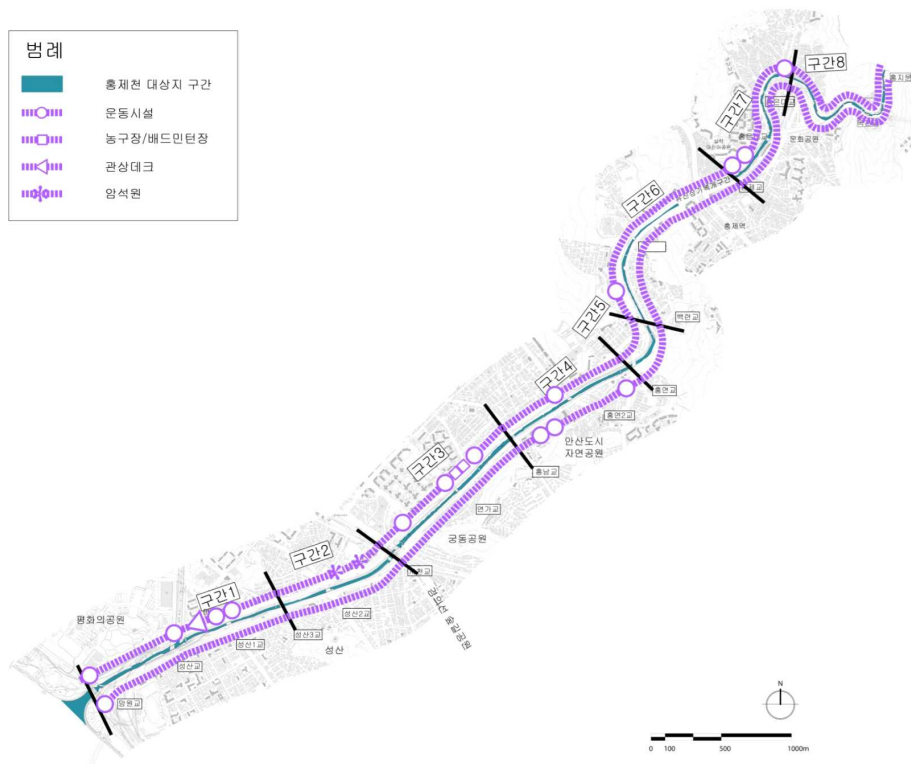 범례
홍제천 대상지 구간
운동시설
농구장/배드민턴장
관상데크
암석원
구간8
홍지문
구간7
문화공원
구간6
홍제역
구간5
백련교
구간4
홍연교
홍연2교
안산도시
자연공원
구간3
홍남교
연가교
궁동공원
구간2
경의선 숲길공원
구간1
평화의공원
성산2교
성산3교
성산
성산1교
성산교
망원교
N
0 100 500 1000m